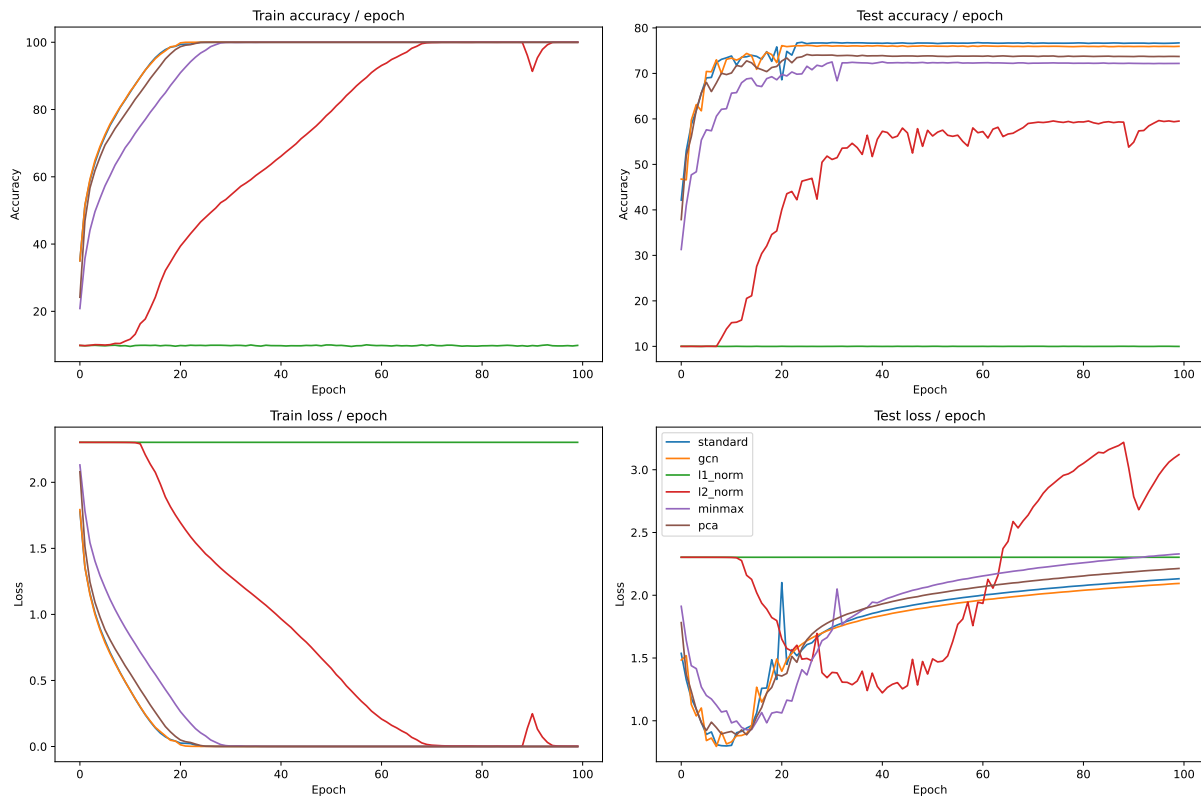 Train accuracy / epoch
100
80
60
40
20
Accuracy
0 20 40 60 80 100
Epoch
Test accuracy / epoch
80
70
60
50
40
30
20
10
Accuracy
0 20 40 60 80 100
Epoch
Train loss / epoch
2.0
1.5
1.0
0.5
0.0
Loss
0 20 40 60 80 100
Epoch
Test loss / epoch
3.0
2.5
2.0
1.5
1.0
Loss
standard
gcn
l1_norm
l2_norm
minmax
pca
0 20 40 60 80 100
Epoch